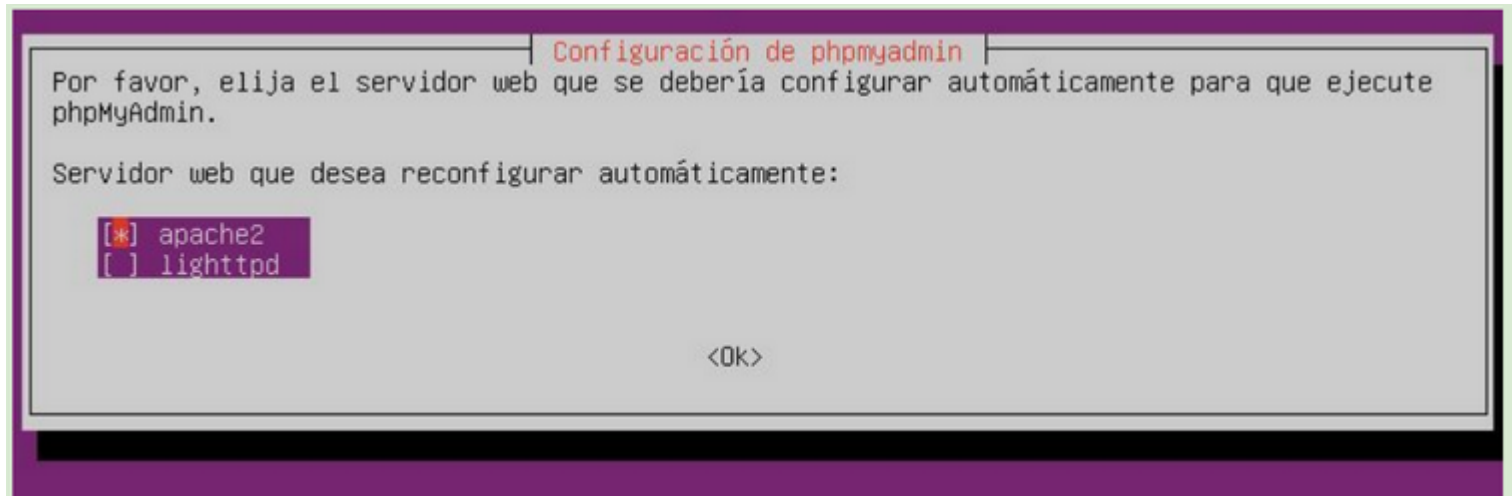 Configuración de phpmyadmin
Por favor, elija el servidor web que se debería configurar automáticamente para que ejecute
phpMyAdmin.
Servidor web que desea reconfigurar automáticamente:
[*] apache2
[ ] lighttpd
<Ok>